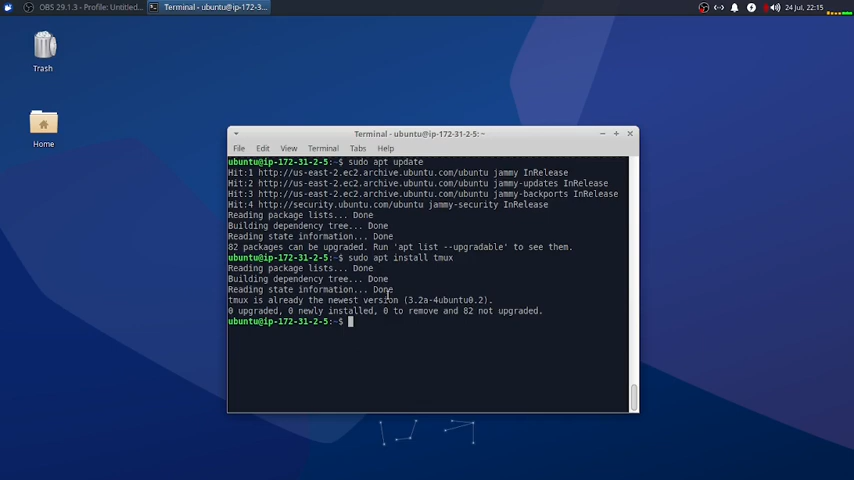 OBS 29.1.3 - Profile: Untitled...
Terminal - ubuntu@ip-172-3...
24 Jul, 22:15
Trash
Home
Terminal - ubuntu@ip-172-31-2-5: ~
File Edit View Terminal Tabs Help
ubuntu@ip-172-31-2-5:~$ sudo apt update
Hit:1 http://us-east-2.ec2.archive.ubuntu.com/ubuntu jammy InRelease
Hit:2 http://us-east-2.ec2.archive.ubuntu.com/ubuntu jammy-updates InRelease
Hit:3 http://us-east-2.ec2.archive.ubuntu.com/ubuntu jammy-backports InRelease
Hit:4 http://security.ubuntu.com/ubuntu jammy-security InRelease
Reading package lists... Done
Building dependency tree... Done
Reading state information... Done
82 packages can be upgraded. Run 'apt list --upgradable' to see them.
ubuntu@ip-172-31-2-5:~$ sudo apt install tmux
Reading package lists... Done
Building dependency tree... Done
Reading state information... Done
tmux is already the newest version (3.2a-4ubuntu0.2).
0 upgraded, 0 newly installed, 0 to remove and 82 not upgraded.
ubuntu@ip-172-31-2-5:~$